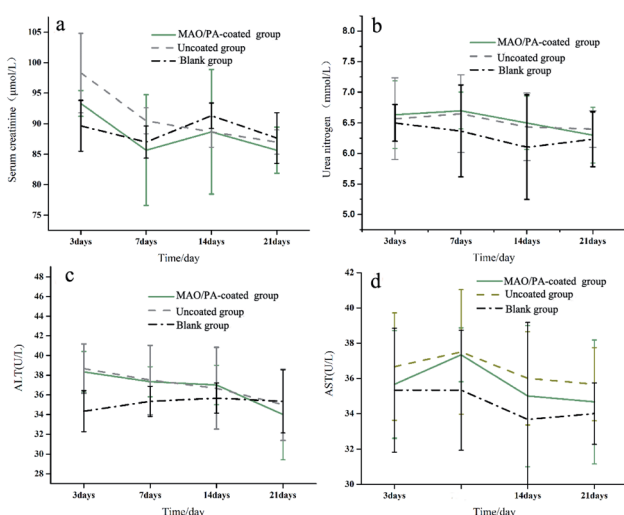 a
MAO/PA-coated group
Uncoated group
Blank group
Serum creatinine（μmol/L）
105
100
95
90
85
80
75
3days 7days 14days 21days
Time/day
b
MAO/PA-coated group
Uncoated group
Blank group
Urea nitrogen （mmol/L）
7.5
7.0
6.5
6.0
5.5
5.0
3days 7days 14days 21days
Time/day
c
MAO/PA-coated group
Uncoated group
Blank group
ALT(U/L)
48
46
44
42
40
38
36
34
32
30
28
3days 7days 14days 21days
Time/day
d
MAO/PA-coated group
Uncoated group
Blank group
AST(U/L)
42
40
38
36
34
32
30
3days 14days 21days
Time/day